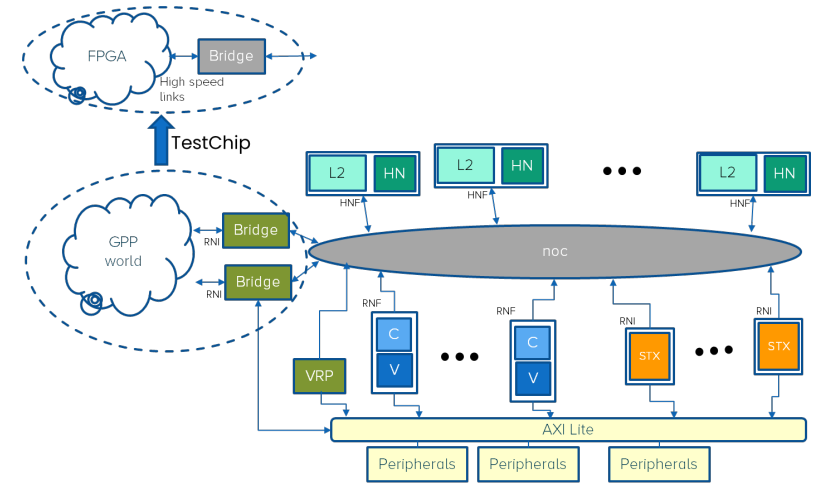 FPGA
Bridge
High speed
links
TestChip
L2
HN
HNF
L2
HN
HNF
L2
HN
HNF
GPP
world
RNI
Bridge
RNI
Bridge
noc
RNF
C
V
RNF
C
V
RNI
STX
RNI
STX
VRP
AXI Lite
Peripherals
Peripherals
Peripherals